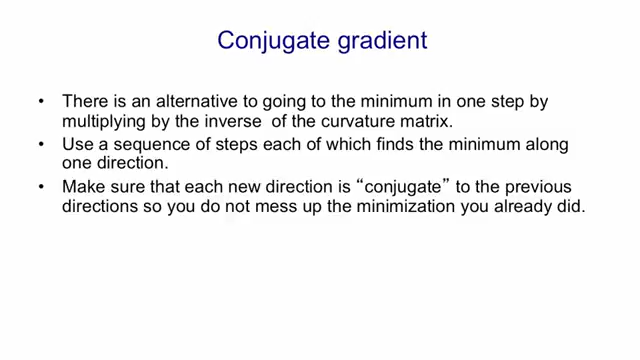 Conjugate gradient
• There is an alternative to going to the minimum in one step by
multiplying by the inverse of the curvature matrix.
• Use a sequence of steps each of which finds the minimum along
one direction.
• Make sure that each new direction is “conjugate” to the previous
directions so you do not mess up the minimization you already did.